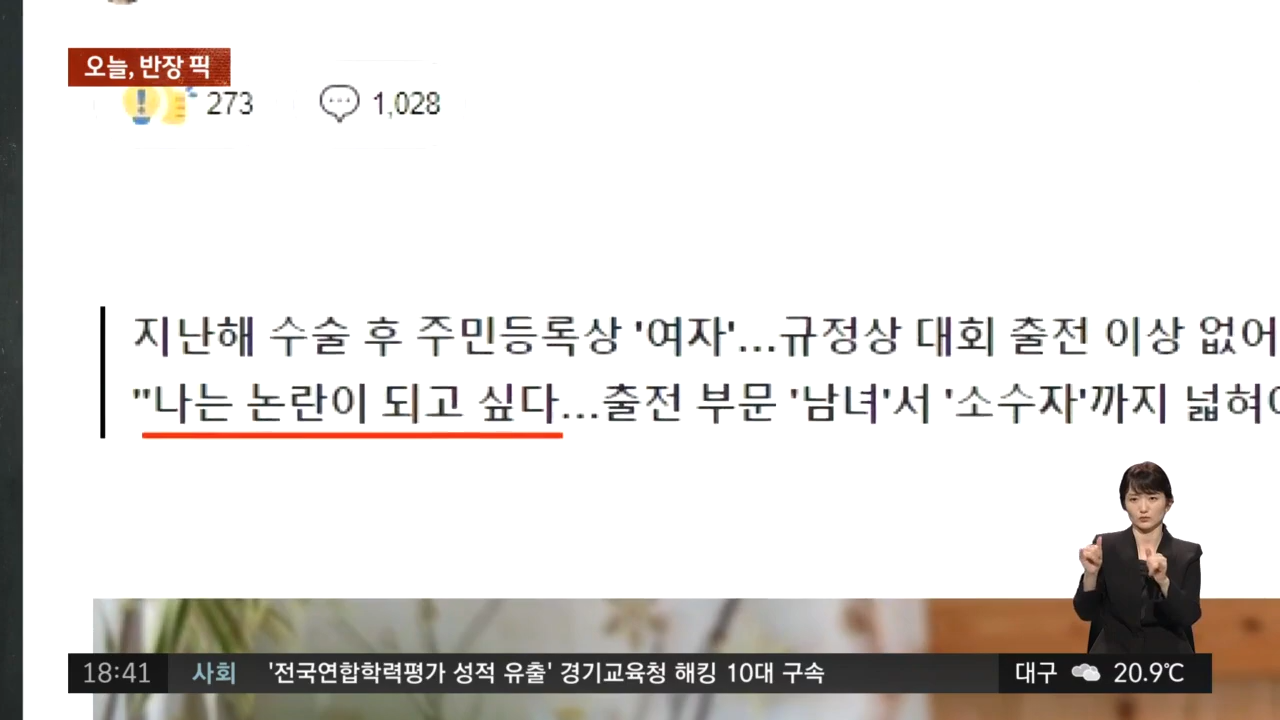 오늘, 반장 픽
273 1,028
지난해 수술 후 주민등록상 '여자'...규정상 대회 출전 이상 없어
"나는 논란이 되고 싶다...출전 부문 '남녀'서 '소수자'까지 넓혀야
18:41 사회 '전국연합학력평가 성적 유출' 경기교육청 해킹 10대 구속 대구 20.9℃